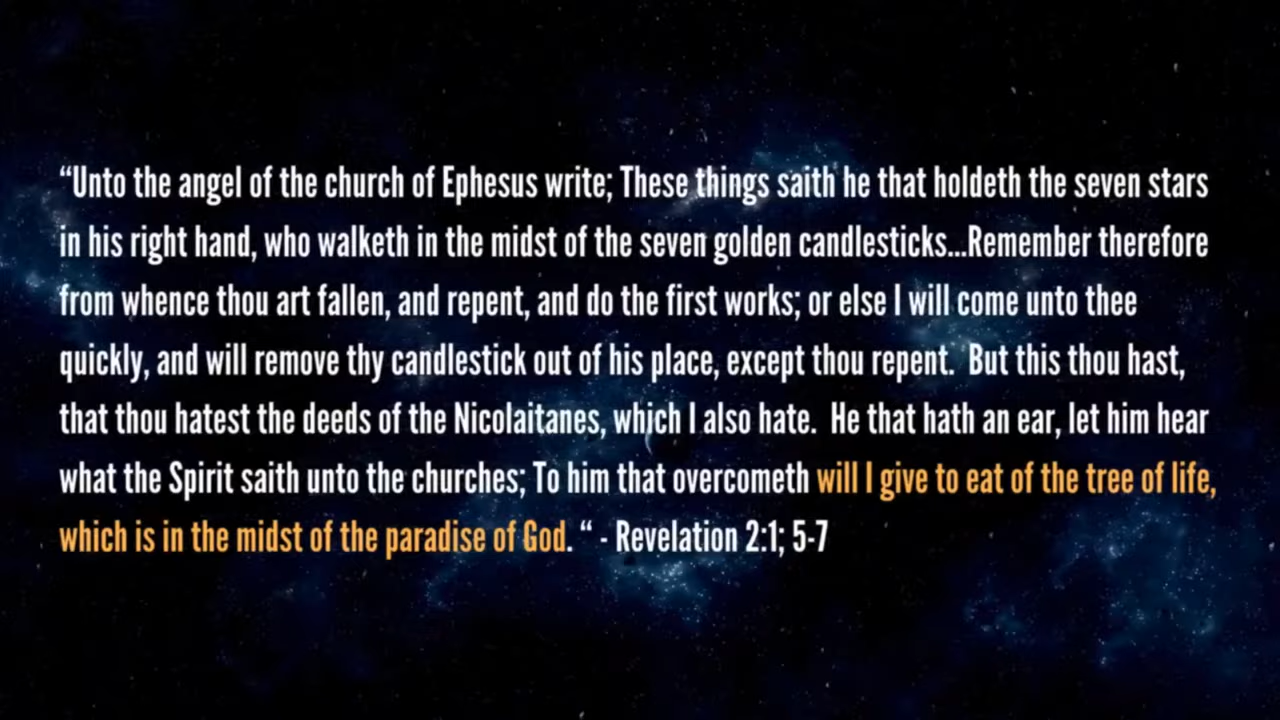 “Unto the angel of the church of Ephesus write; These things saith he that holdeth the seven stars
in his right hand, who walketh in the midst of the seven golden candlesticks...Remember therefore
from whence thou art fallen, and repent, and do the first works; or else I will come unto thee
quickly, and will remove thy candlestick out of his place, except thou repent.  But this thou hast,
that thou hatest the deeds of the Nicolaitanes, which I also hate.  He that hath an ear, let him hear
what the Spirit saith unto the churches; To him that overcometh will I give to eat of the tree of life,
which is in the midst of the paradise of God. “ - Revelation 2:1; 5-7